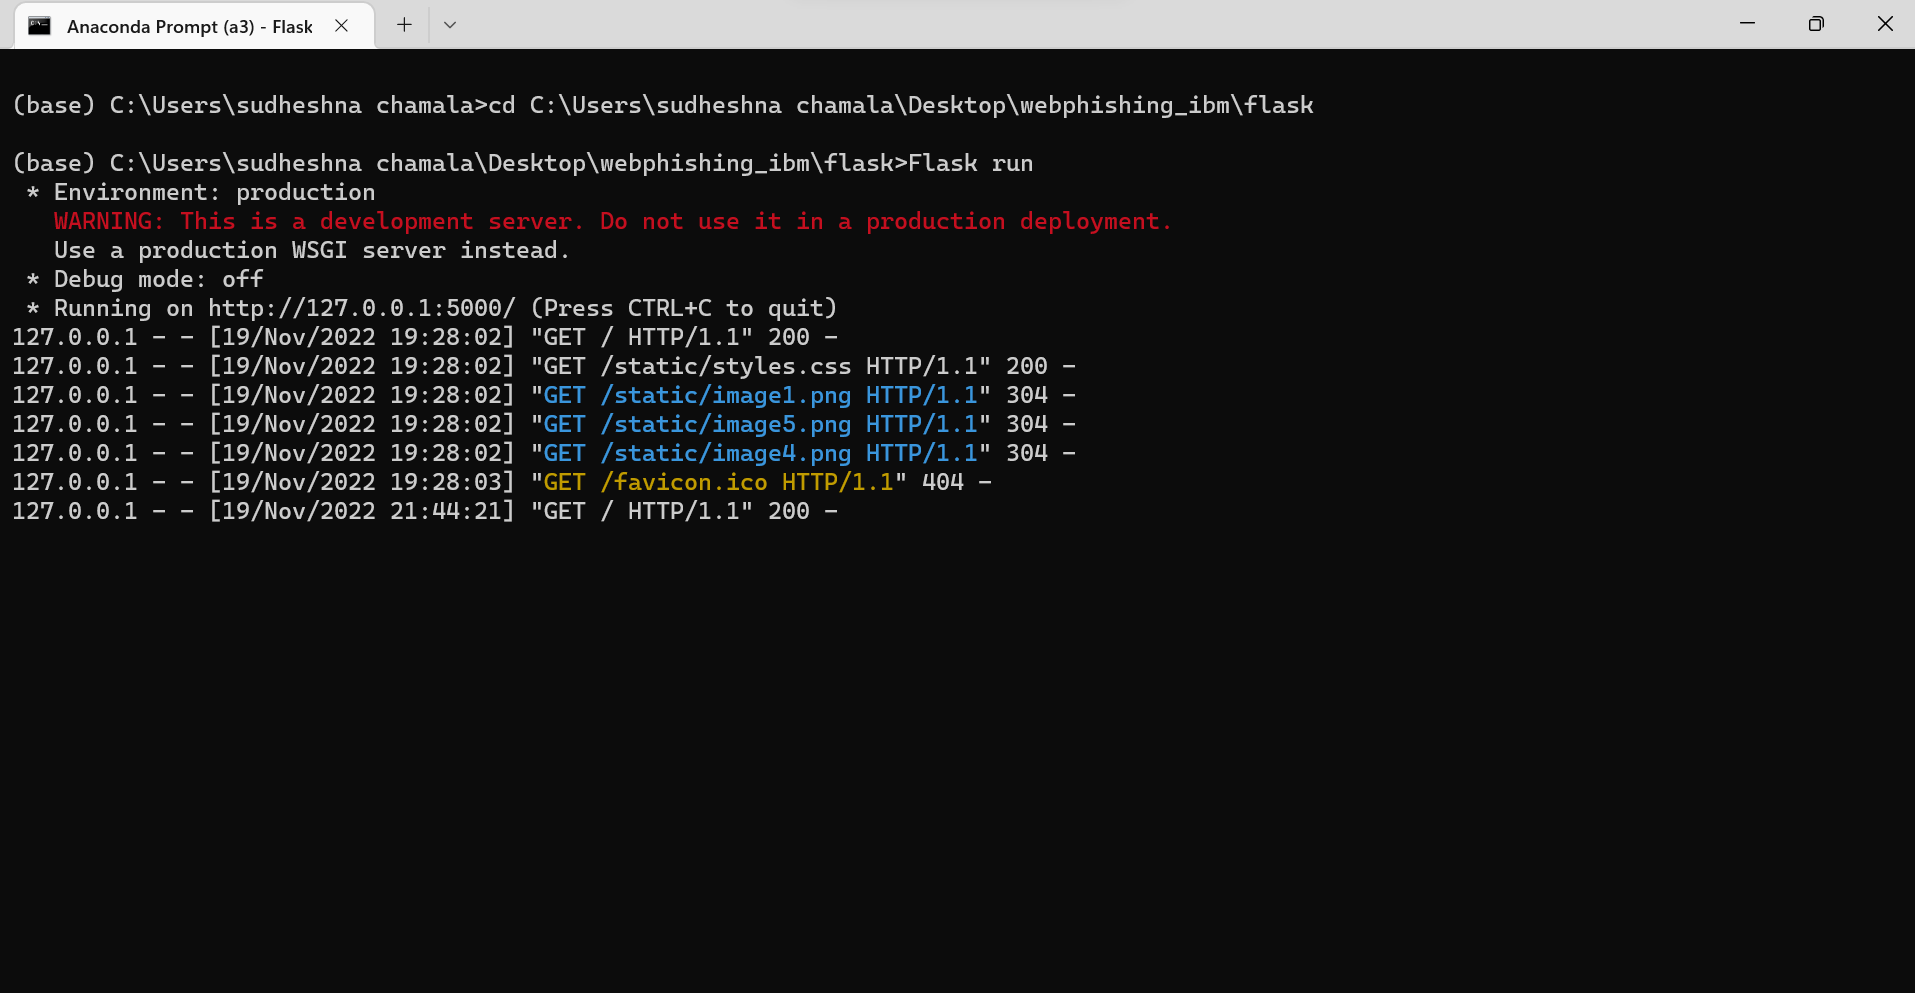 Anaconda Prompt (a3) - Flask
(base) C:\Users\sudheshna chamala>cd C:\Users\sudheshna chamala\Desktop\webphishing_ibm\flask
(base) C:\Users\sudheshna chamala\Desktop\webphishing_ibm\flask>Flask run
* Environment: production
WARNING: This is a development server. Do not use it in a production deployment.
Use a production WSGI server instead.
* Debug mode: off
* Running on http://127.0.0.1:5000/ (Press CTRL+C to quit)
127.0.0.1 - - [19/Nov/2022 19:28:02] "GET / HTTP/1.1" 200 -
127.0.0.1 - - [19/Nov/2022 19:28:02] "GET /static/styles.css HTTP/1.1" 200 -
127.0.0.1 - - [19/Nov/2022 19:28:02] "GET /static/image1.png HTTP/1.1" 304 -
127.0.0.1 - - [19/Nov/2022 19:28:02] "GET /static/image5.png HTTP/1.1" 304 -
127.0.0.1 - - [19/Nov/2022 19:28:02] "GET /static/image4.png HTTP/1.1" 304 -
127.0.0.1 - - [19/Nov/2022 19:28:03] "GET /favicon.ico HTTP/1.1" 404 -
127.0.0.1 - - [19/Nov/2022 21:44:21] "GET / HTTP/1.1" 200 -